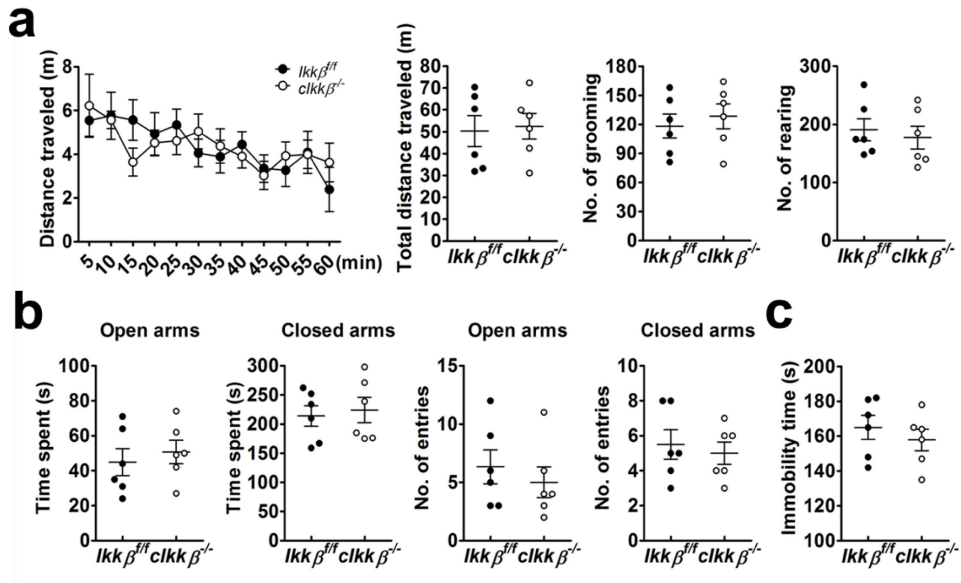 a
Distance traveled (m)
8
6
4
2
0
5 10 15 20 25 30 35 40 45 50 55 60 (min)
Ikkβf/f
cIkkβ-/-
Total distance traveled (m)
80
70
60
50
40
30
20
10
0
Ikkβf/f cIkkβ-/-
No. of grooming
180
150
120
90
60
30
0
Ikkβf/f cIkkβ-/-
No. of rearing
300
200
100
0
Ikkβf/f cIkkβ-/-
b
Open arms
Time spent (s)
100
80
60
40
20
0
Ikkβf/f cIkkβ-/-
Closed arms
Time spent (s)
300
250
200
150
100
50
0
Ikkβf/f cIkkβ-/-
Open arms
No. of entries
15
10
5
0
Ikkβf/f cIkkβ-/-
Closed arms
No. of entries
10
8
6
4
2
0
Ikkβf/f cIkkβ-/-
c
Immobility time (s)
200
180
160
140
120
100
Ikkβf/f cIkkβ-/-